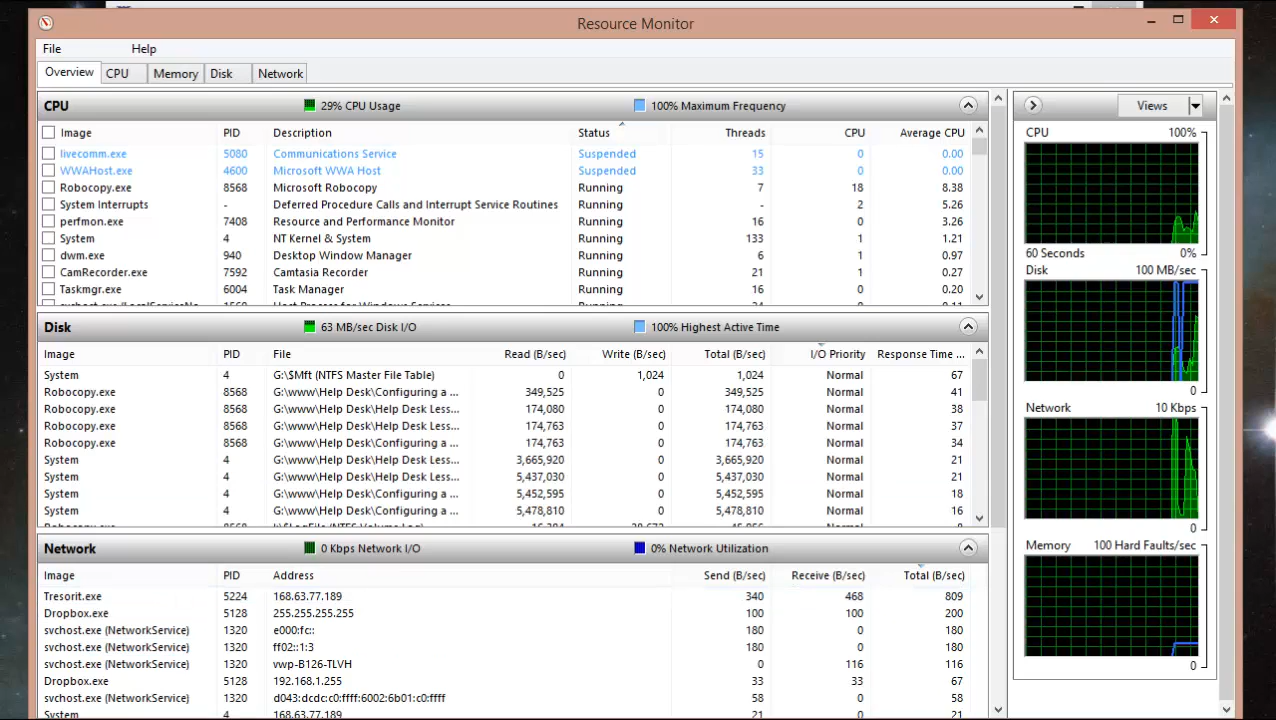 Resource Monitor
File Help
Overview CPU Memory Disk Network
CPU 29% CPU Usage 100% Maximum Frequency
Image PID Description Status Threads CPU Average CPU
livecomm.exe 5080 Communications Service Suspended 15 0 0.00
WWAHost.exe 4600 Microsoft WWA Host Suspended 33 0 0.00
Robocopy.exe 8568 Microsoft Robocopy Running 7 18 8.38
System Interrupts - Deferred Procedure Calls and Interrupt Service Routines Running - 2 5.26
perfmon.exe 7408 Resource and Performance Monitor Running 16 0 3.26
System 4 NT Kernel & System Running 133 1 1.21
dwm.exe 940 Desktop Window Manager Running 6 1 0.97
CamRecorder.exe 7592 Camtasia Recorder Running 21 1 0.27
Taskmgr.exe 6004 Task Manager Running 16 0 0.20
Disk 63 MB/sec Disk I/O 100% Highest Active Time
Image PID File Read (B/sec) Write (B/sec) Total (B/sec) I/O Priority Response Time ...
System 4 G:\$Mft (NTFS Master File Table) 0 1,024 1,024 Normal 67
Robocopy.exe 8568 G:\www\Help Desk\Configuring a ... 349,525 0 349,525 Normal 41
Robocopy.exe 8568 G:\www\Help Desk\Help Desk Less... 174,080 0 174,080 Normal 38
Robocopy.exe 8568 G:\www\Help Desk\Help Desk Less... 174,763 0 174,763 Normal 37
Robocopy.exe 8568 G:\www\Help Desk\Configuring a ... 174,763 0 174,763 Normal 34
System 4 G:\www\Help Desk\Help Desk Less... 3,665,920 0 3,665,920 Normal 21
System 4 G:\www\Help Desk\Help Desk Less... 5,437,030 0 5,437,030 Normal 21
System 4 G:\www\Help Desk\Configuring a ... 5,452,595 0 5,452,595 Normal 18
System 4 G:\www\Help Desk\Configuring a ... 5,478,810 0 5,478,810 Normal 16
Network 0 Kbps Network I/O 0% Network Utilization
Image PID Address Send (B/sec) Receive (B/sec) Total (B/sec)
Tresorit.exe 5224 168.63.77.189 340 468 809
Dropbox.exe 5128 255.255.255.255 100 100 200
svchost.exe (NetworkService) 1320 e000:fc:: 180 0 180
svchost.exe (NetworkService) 1320 ff02::1:3 180 0 180
svchost.exe (NetworkService) 1320 vwp-B126-TLVH 0 116 116
Dropbox.exe 5128 192.168.1.255 33 33 67
svchost.exe (NetworkService) 1320 d043:dcdc:c0:ffff:6002:6b01:c0:ffff 58 0 58
System 4 168.63.77.189 21 0 21
Views
CPU 100%
60 Seconds 0%
Disk 100 MB/sec
0
Network 10 Kbps
0
Memory 100 Hard Faults/sec
0